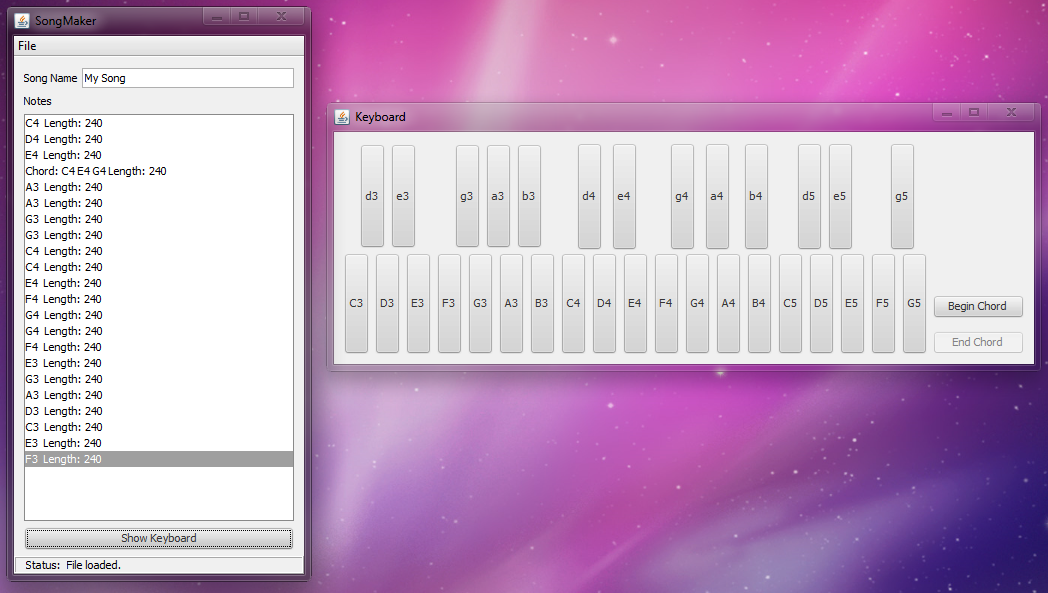 SongMaker
File
Song Name My Song
Notes
C4 Length: 240
D4 Length: 240
E4 Length: 240
Chord: C4 E4 G4 Length: 240
A3 Length: 240
A3 Length: 240
G3 Length: 240
G3 Length: 240
C4 Length: 240
C4 Length: 240
E4 Length: 240
F4 Length: 240
G4 Length: 240
G4 Length: 240
F4 Length: 240
E3 Length: 240
G3 Length: 240
A3 Length: 240
D3 Length: 240
C3 Length: 240
E3 Length: 240
F3 Length: 240
Show Keyboard
Status: File loaded.
Keyboard
d3 e3 g3 a3 b3 d4 e4 g4 a4 b4 d5 e5 g5
C3 D3 E3 F3 G3 A3 B3 C4 D4 E4 F4 G4 A4 B4 C5 D5 E5 F5 G5
Begin Chord
End Chord